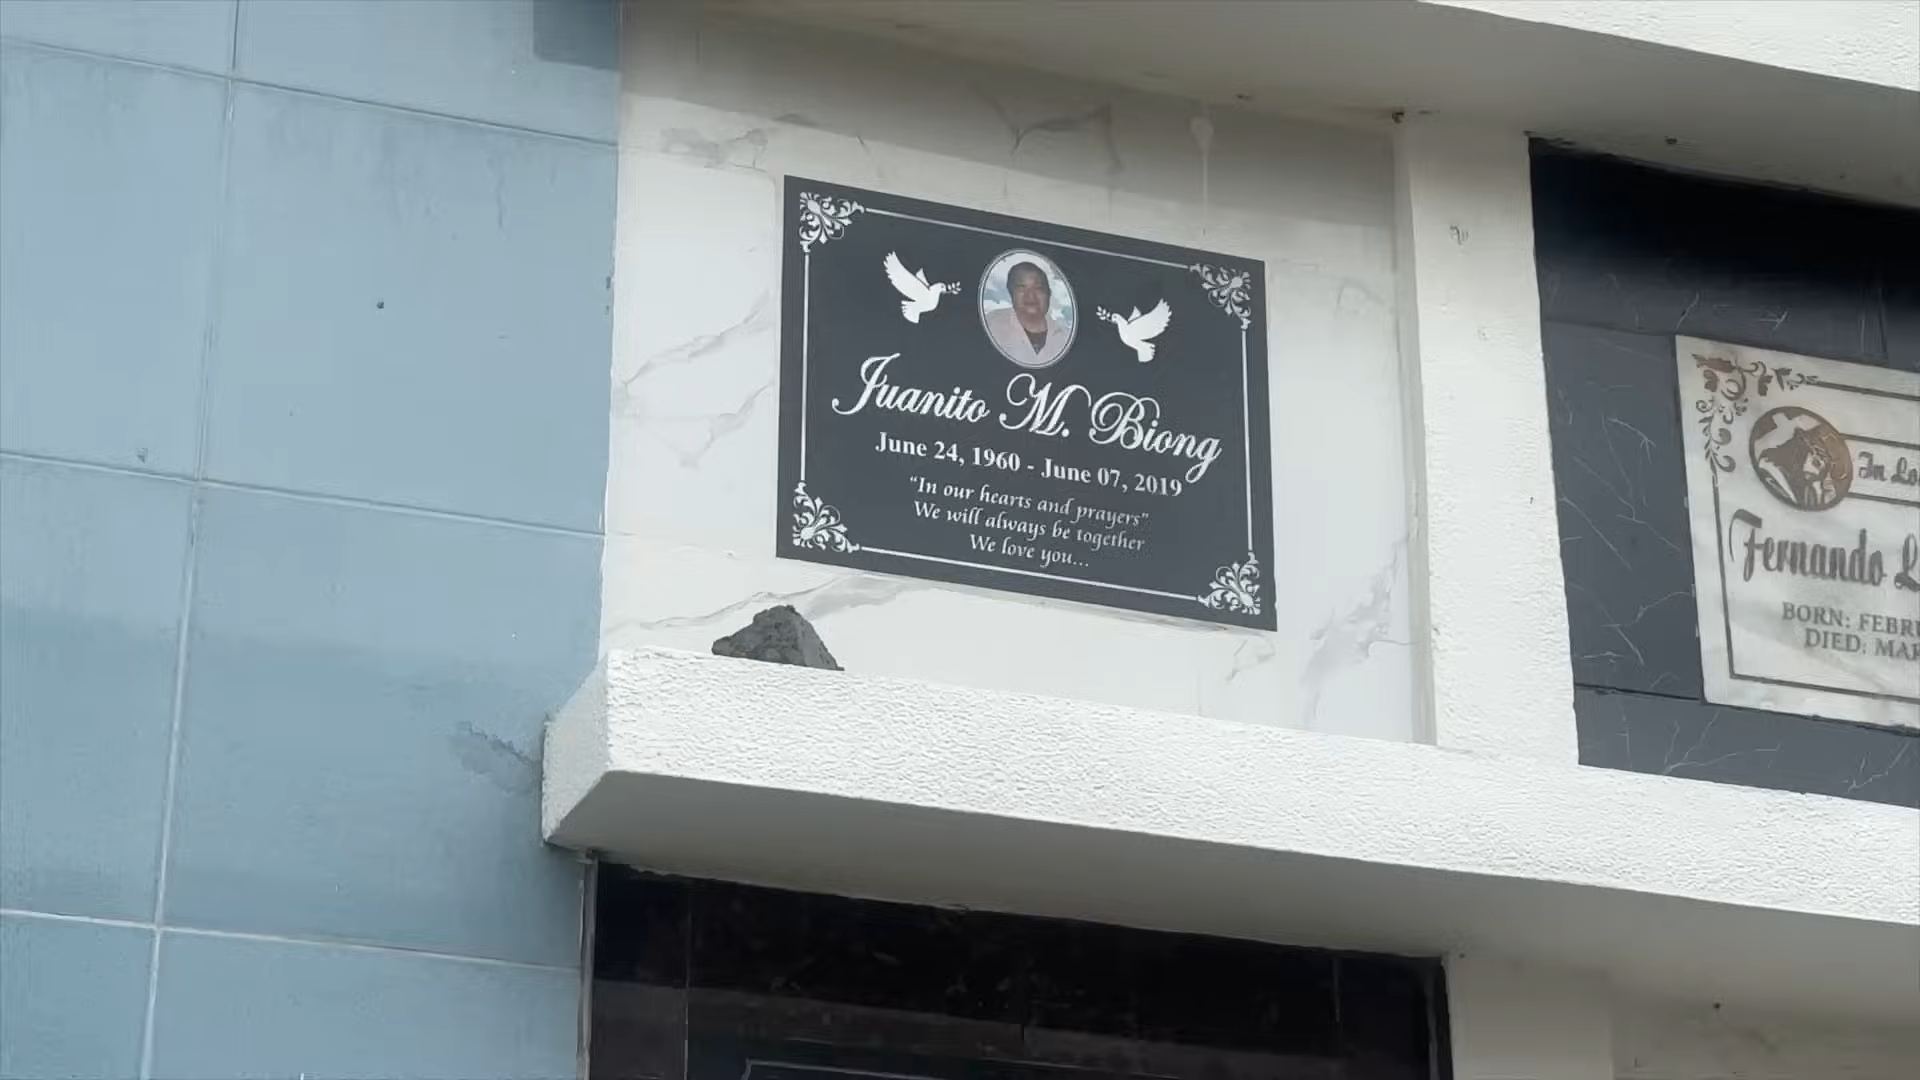 Juanito M. Biong
June 24, 1960 - June 07, 2019
“In our hearts and prayers”
We will always be together
We love you...
In Lo
Fernando L
BORN: FEBR
DIED: MAR